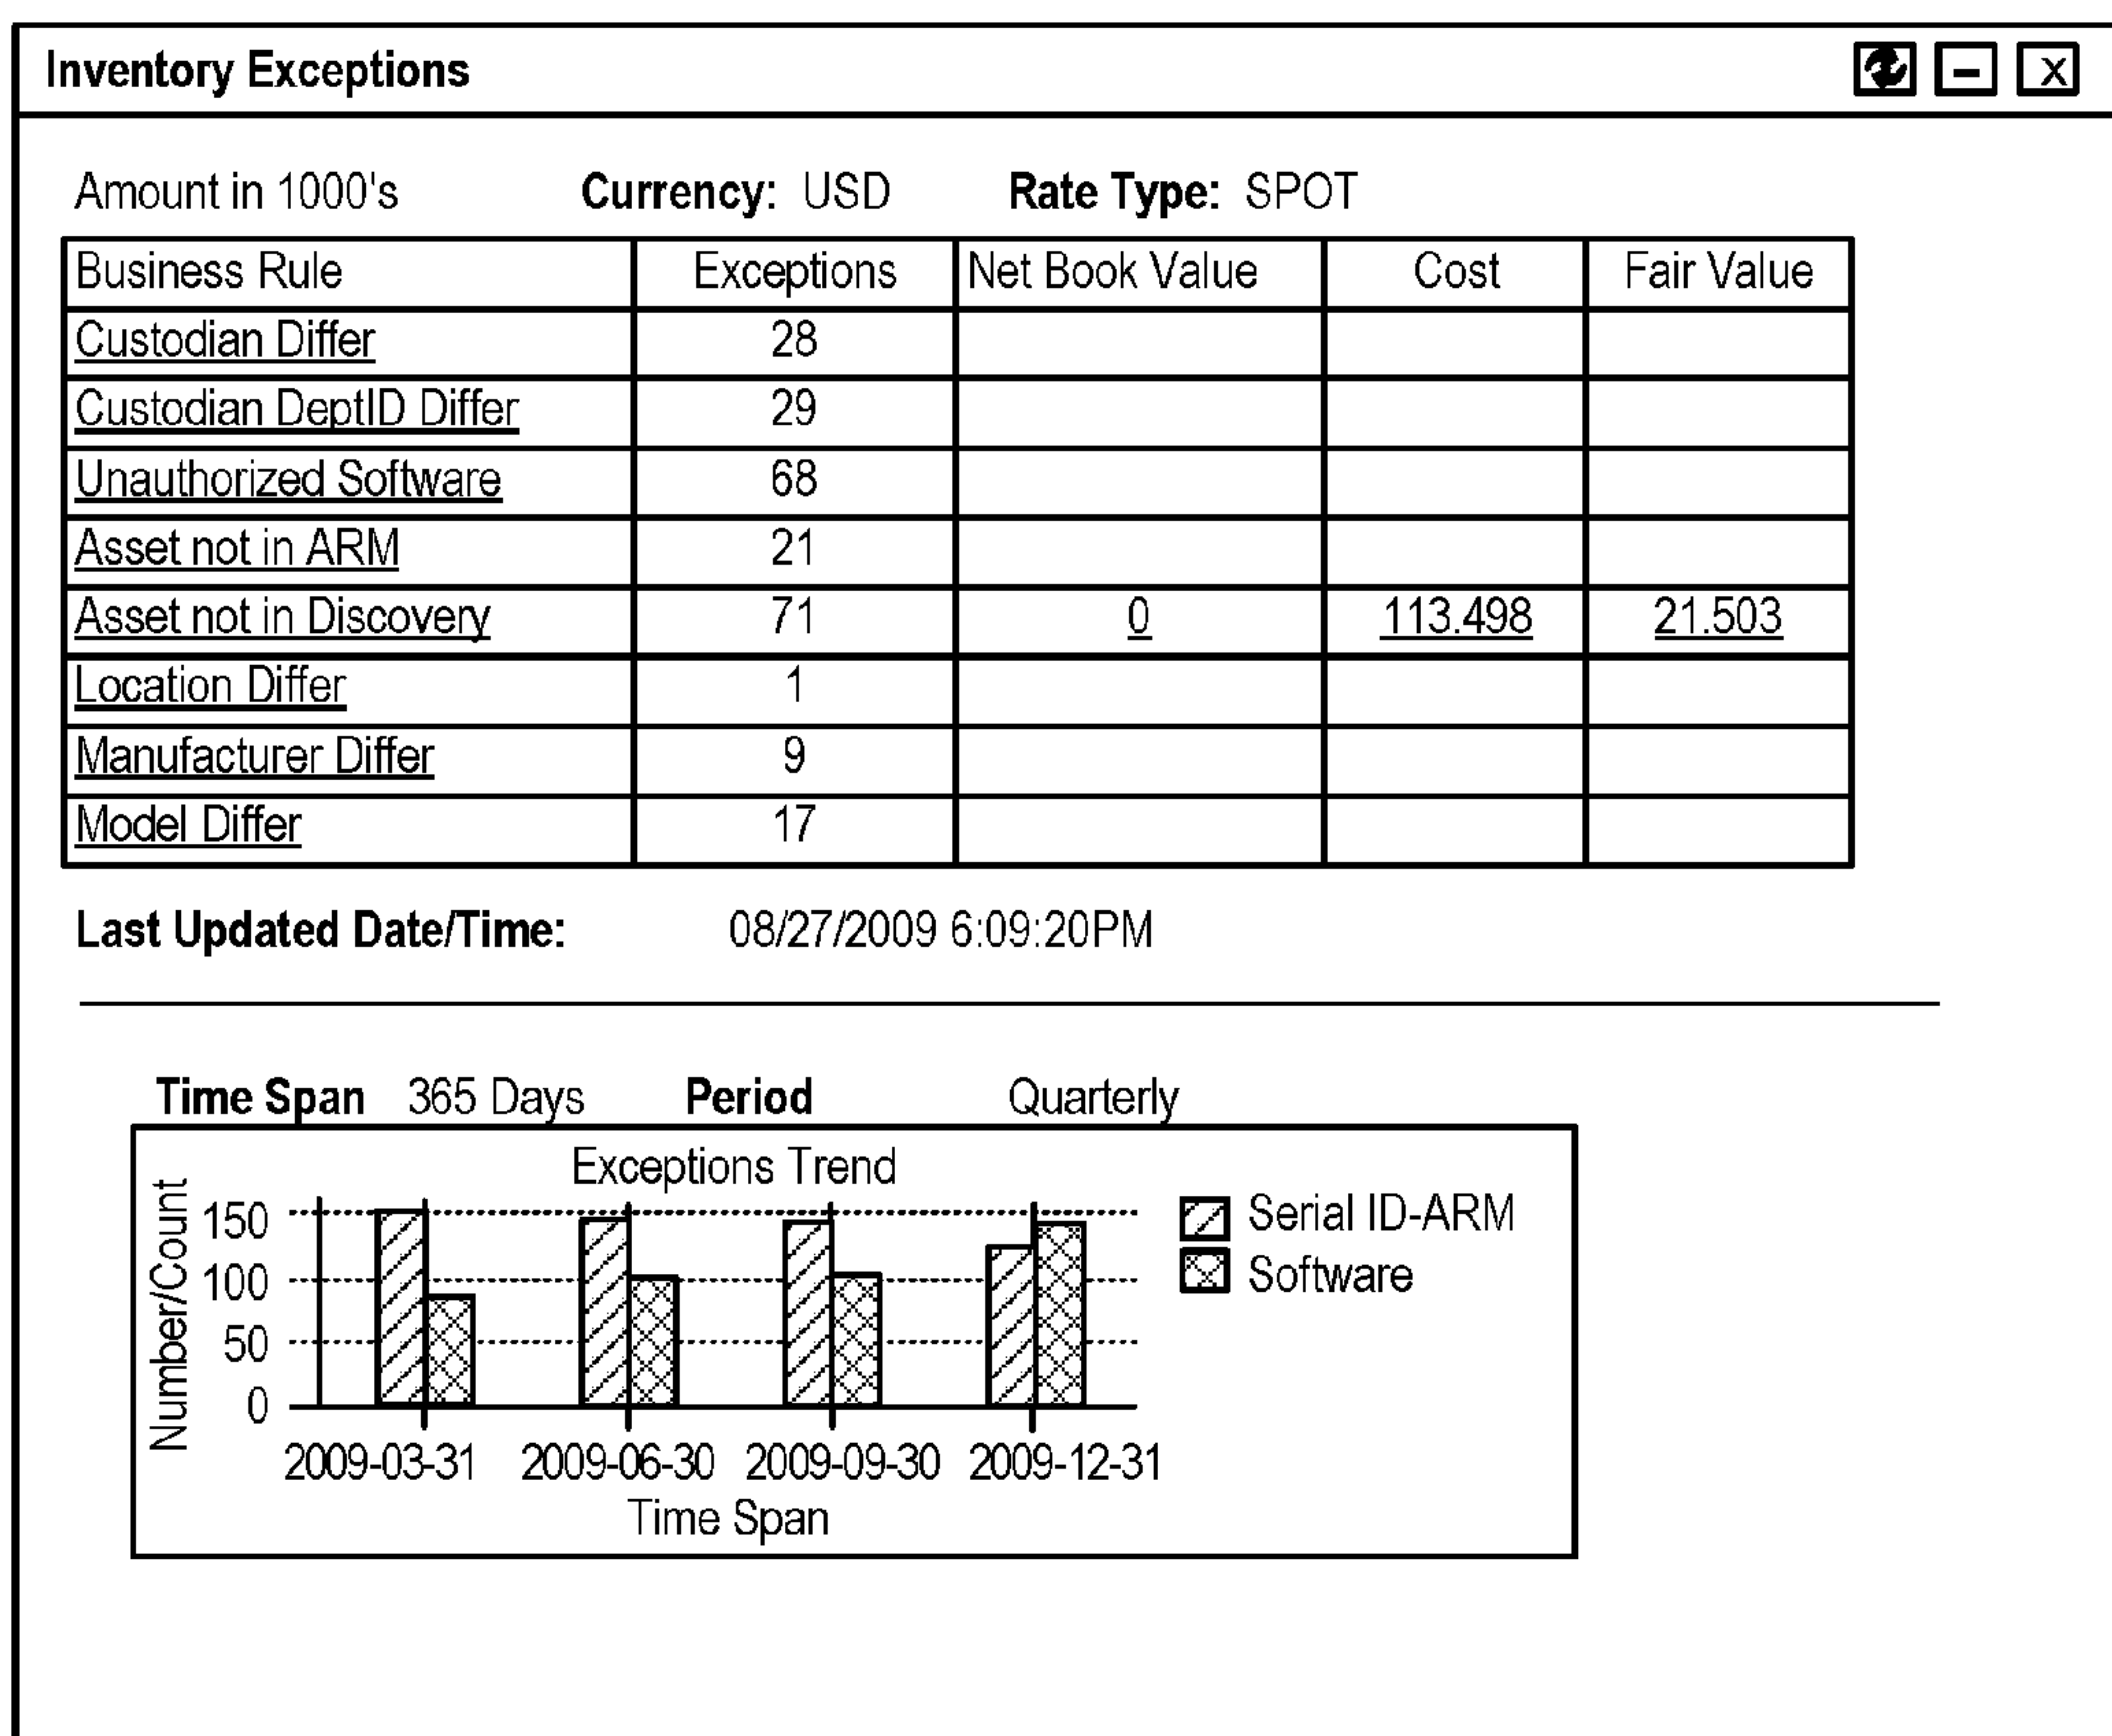 Inventory Exceptions
X
Amount in 1000's Currency: USD Rate Type: SPOT
Business Rule Exceptions Net Book Value Cost Fair Value
Custodian Differ 28
Custodian DeptID Differ 29
Unauthorized Software 68
Asset not in ARM 21
Asset not in Discovery 71 0 113.498 21.503
Location Differ 1
Manufacturer Differ 9
Model Differ 17
Last Updated Date/Time: 08/27/2009 6:09:20PM
Time Span 365 Days Period Quarterly
Exceptions Trend
Number/Count
150
100
50
0
2009-03-31 2009-06-30 2009-09-30 2009-12-31
Time Span
Serial ID-ARM
Software